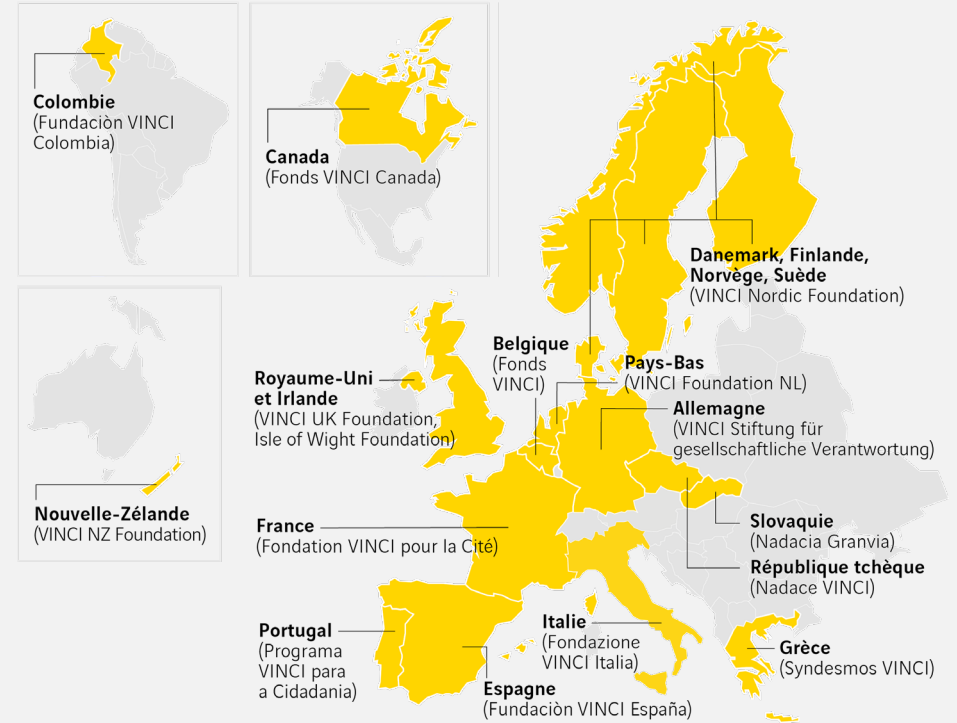 Colombie
(Fundaciòn VINCI
Colombia)
Canada
(Fonds VINCI Canada)
Danemark, Finlande,
Norvège, Suède
(VINCI Nordic Foundation)
Belgique
(Fonds
VINCI)
Pays-Bas
(VINCI Foundation NL)
Royaume-Uni
et Irlande
(VINCI UK Foundation,
Isle of Wight Foundation)
Allemagne
(VINCI Stiftung für
gesellschaftliche Verantwortung)
Nouvelle-Zélande
(VINCI NZ Foundation)
France
(Fondation VINCI pour la Cité)
Slovaquie
(Nadacia Granvia)
République tchèque
(Nadace VINCI)
Portugal
(Programa
VINCI para
a Cidadania)
Italie
(Fondazione
VINCI Italia)
Grèce
(Syndesmos VINCI)
Espagne
(Fundaciòn VINCI España)